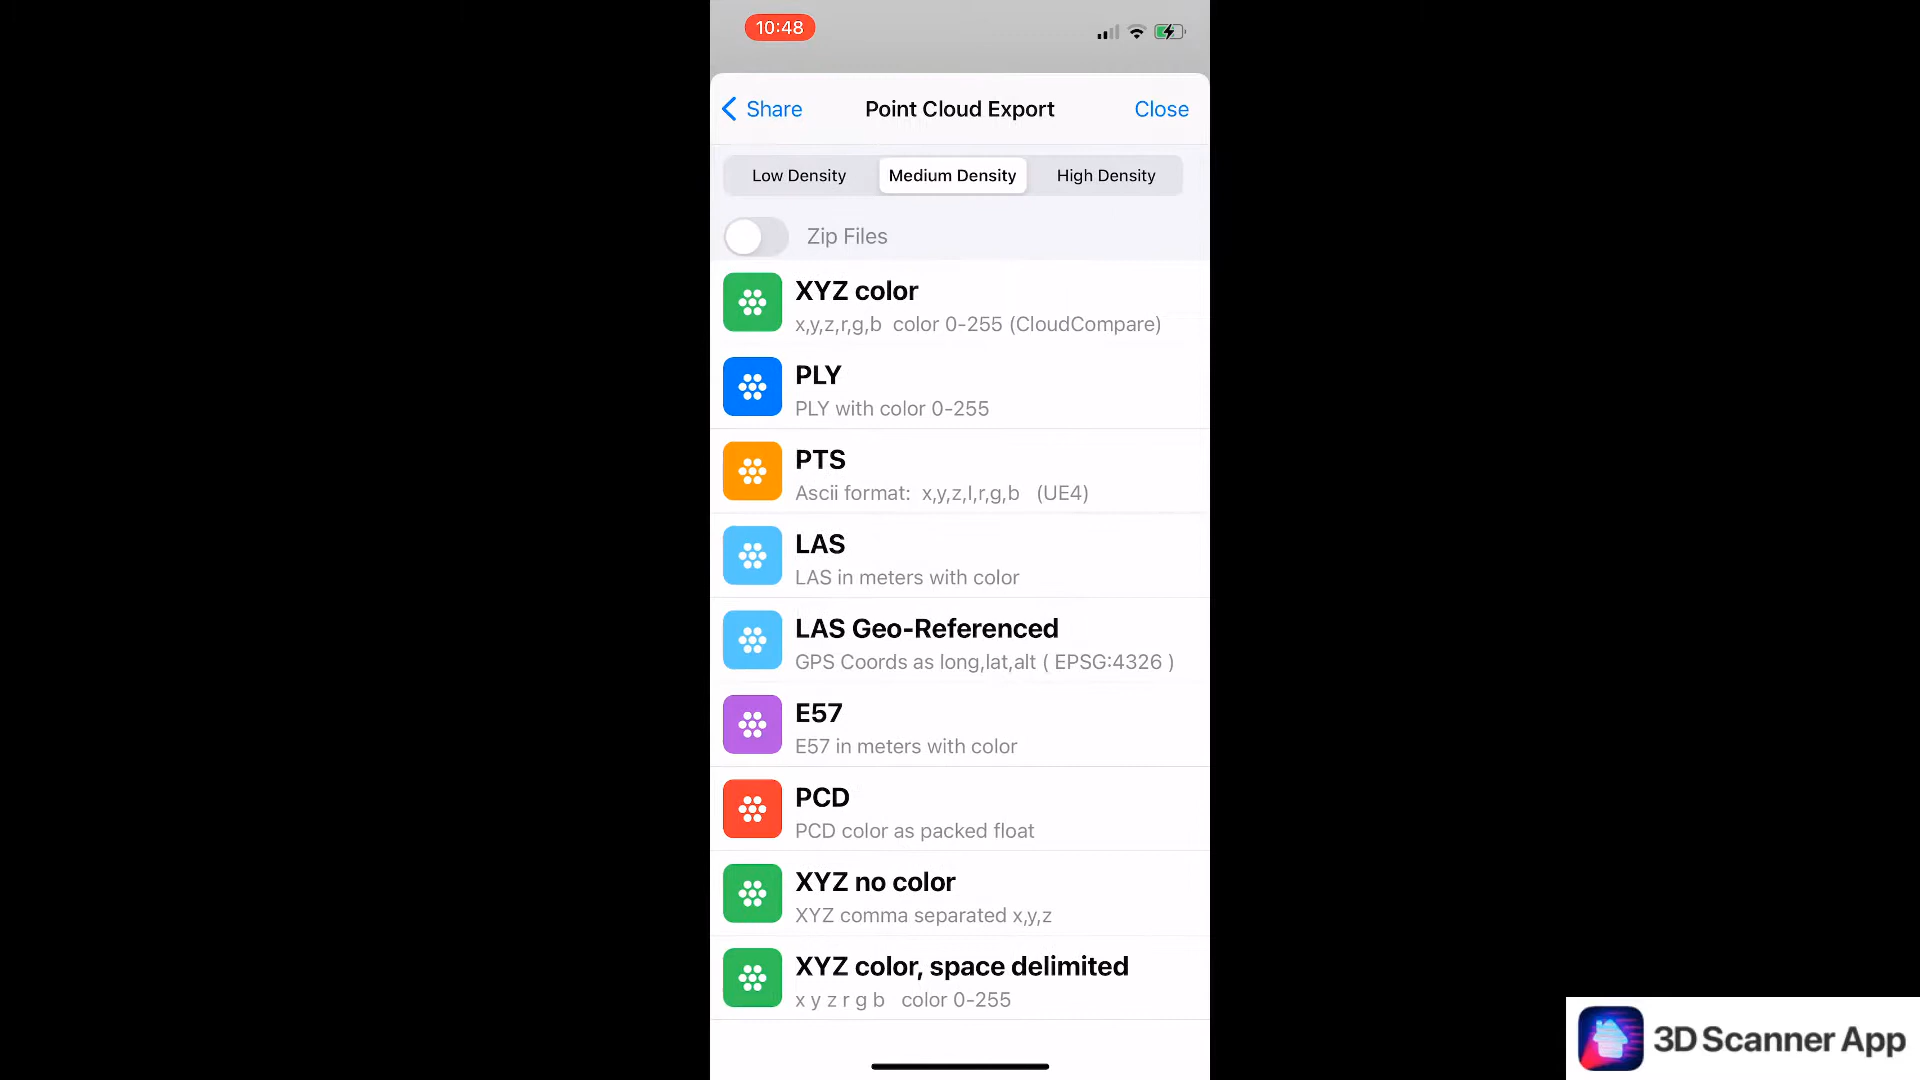 10:48
Share Point Cloud Export Close
Low Density Medium Density High Density
Zip Files
XYZ color
x,y,z,r,g,b color 0-255 (CloudCompare)
PLY
PLY with color 0-255
PTS
Ascii format: x,y,z,I,r,g,b (UE4)
LAS
LAS in meters with color
LAS Geo-Referenced
GPS Coords as long,lat,alt ( EPSG:4326 )
E57
E57 in meters with color
PCD
PCD color as packed float
XYZ no color
XYZ comma separated x,y,z
XYZ color, space delimited
x y z r g b color 0-255
3D Scanner App